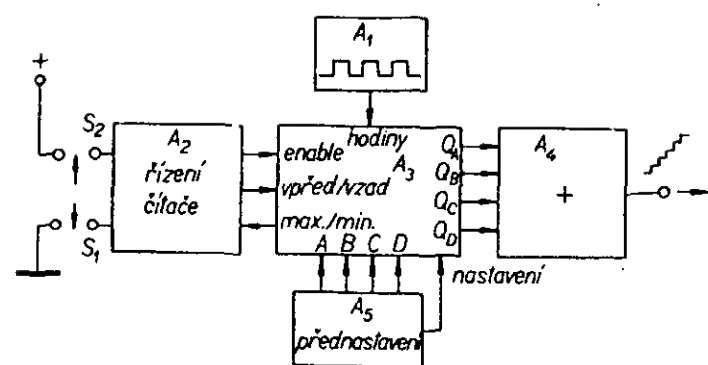 A1
+
S2
A2
řízení
čítače
S1
hodiny
enable
A3
vpřed/vzad
max./min.
A B C D
QA
QB
QC
QD
A4
+
nastavení
A5
přednastavení